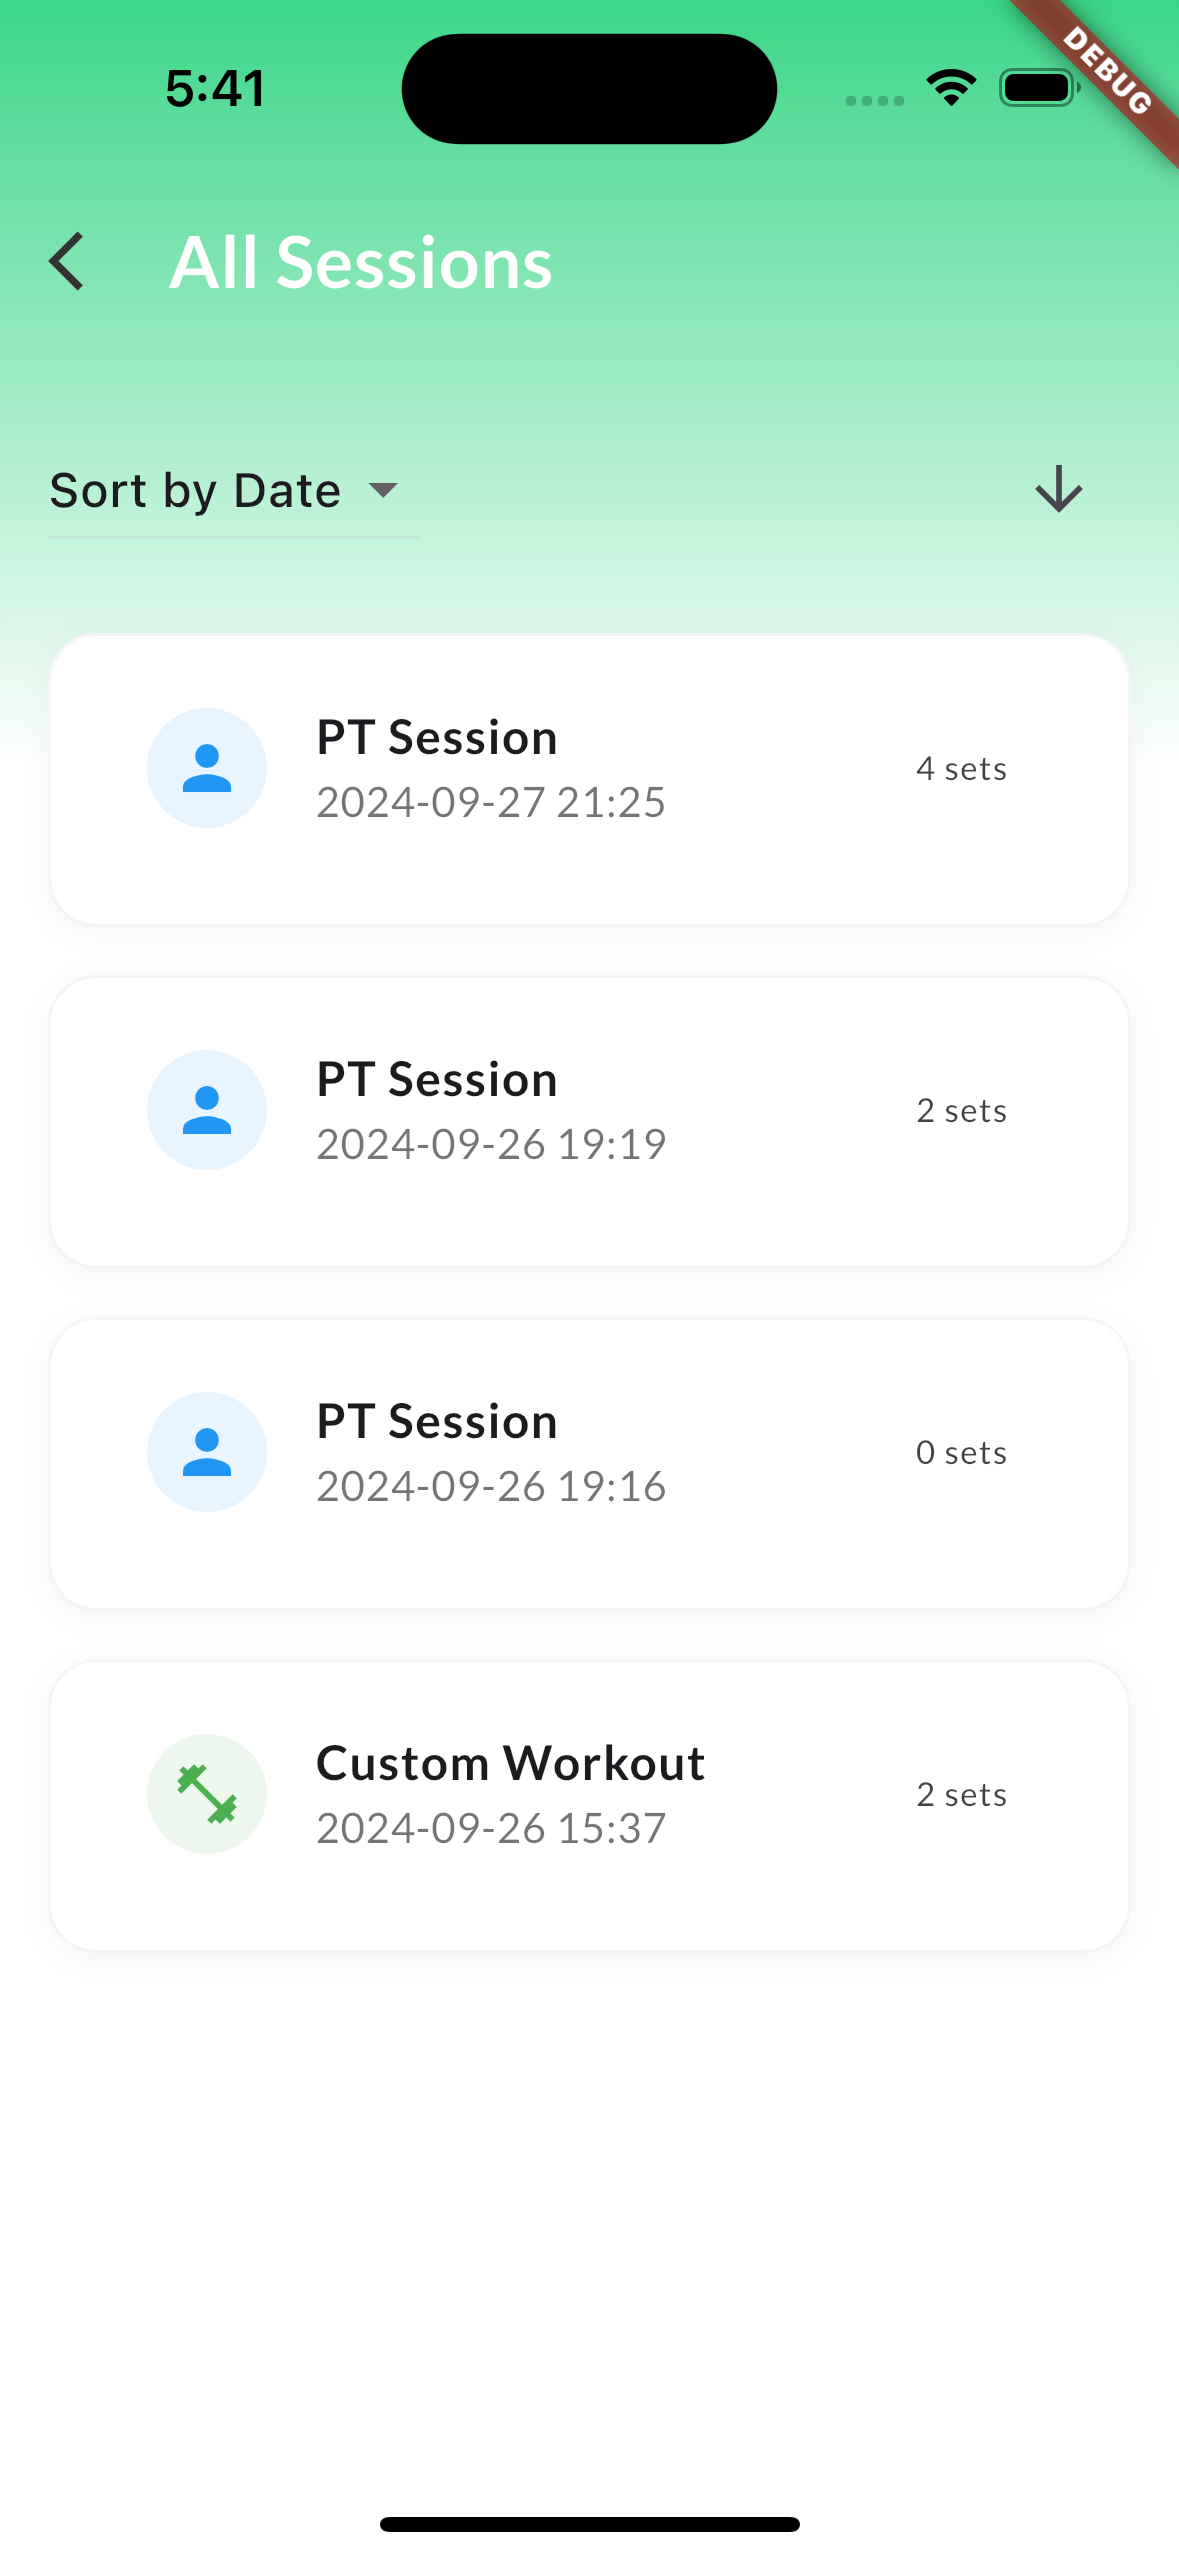 5:41
DEBUG
All Sessions
Sort by Date
PT Session
2024-09-27 21:25
4 sets
PT Session
2024-09-26 19:19
2 sets
PT Session
2024-09-26 19:16
0 sets
Custom Workout
2024-09-26 15:37
2 sets